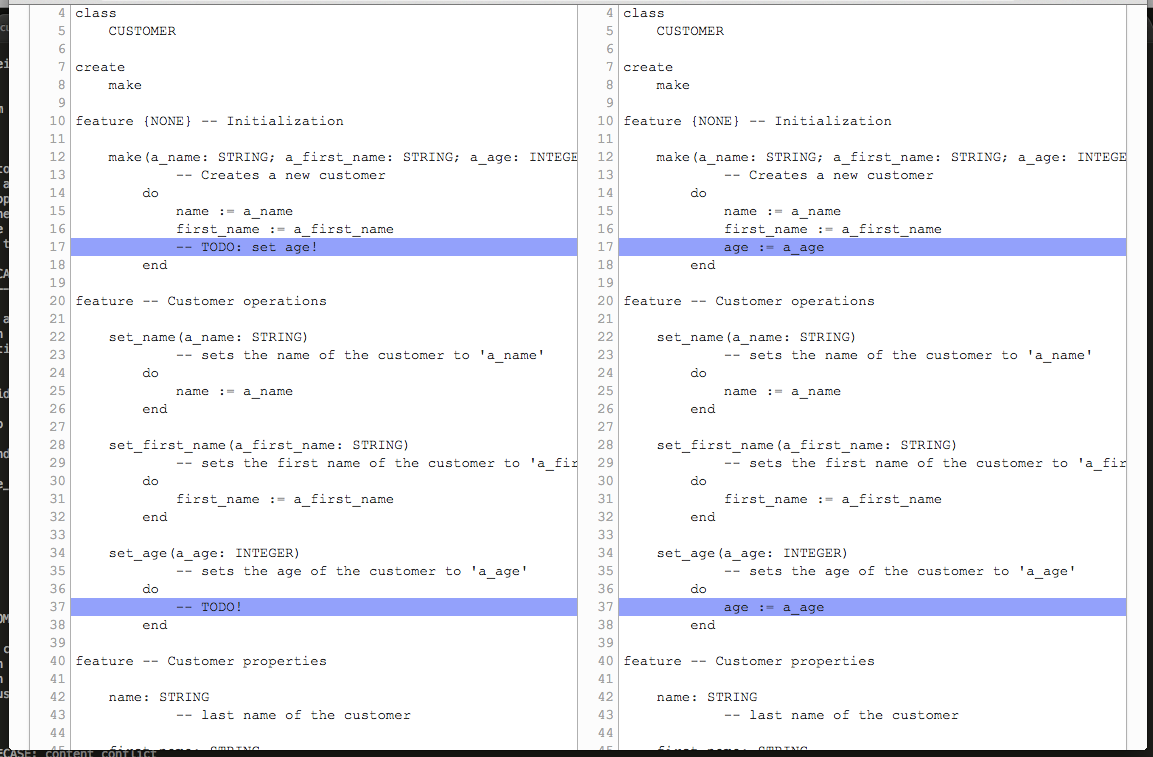 4 class
5 CUSTOMER
6
7 create
8 make
9
10 feature {NONE} -- Initialization
11
12 make(a_name: STRING; a_first_name: STRING; a_age: INTEGE
13 -- Creates a new customer
14 do
15 name := a_name
16 first_name := a_first_name
17 -- TODO: set age!
18 end
19
20 feature -- Customer operations
21
22 set_name(a_name: STRING)
23 -- sets the name of the customer to 'a_name'
24 do
25 name := a_name
26 end
27
28 set_first_name(a_first_name: STRING)
29 -- sets the first name of the customer to 'a_fir
30 do
31 first_name := a_first_name
32 end
33
34 set_age(a_age: INTEGER)
35 -- sets the age of the customer to 'a_age'
36 do
37 -- TODO!
38 end
39
40 feature -- Customer properties
41
42 name: STRING
43 -- last name of the customer
44
45 first_name: STRING
4 class
5 CUSTOMER
6
7 create
8 make
9
10 feature {NONE} -- Initialization
11
12 make(a_name: STRING; a_first_name: STRING; a_age: INTEGE
13 -- Creates a new customer
14 do
15 name := a_name
16 first_name := a_first_name
17 age := a_age
18 end
19
20 feature -- Customer operations
21
22 set_name(a_name: STRING)
23 -- sets the name of the customer to 'a_name'
24 do
25 name := a_name
26 end
27
28 set_first_name(a_first_name: STRING)
29 -- sets the first name of the customer to 'a_fir
30 do
31 first_name := a_first_name
32 end
33
34 set_age(a_age: INTEGER)
35 -- sets the age of the customer to 'a_age'
36 do
37 age := a_age
38 end
39
40 feature -- Customer properties
41
42 name: STRING
43 -- last name of the customer
44
45 first_name: STRING
ECASE: content conflict